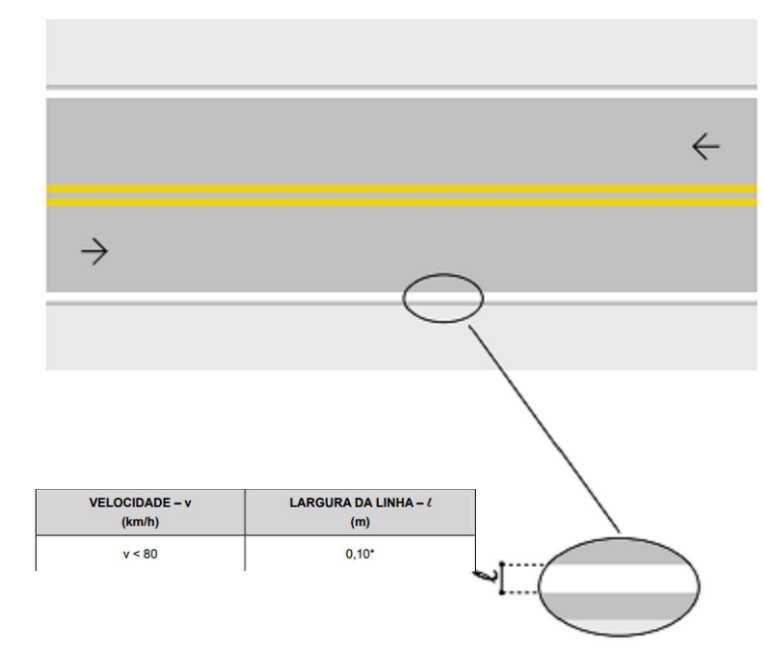 VELOCIDADE – v
(km/h)
LARGURA DA LINHA – ℓ
(m)
v < 80
0,10*
ℓ